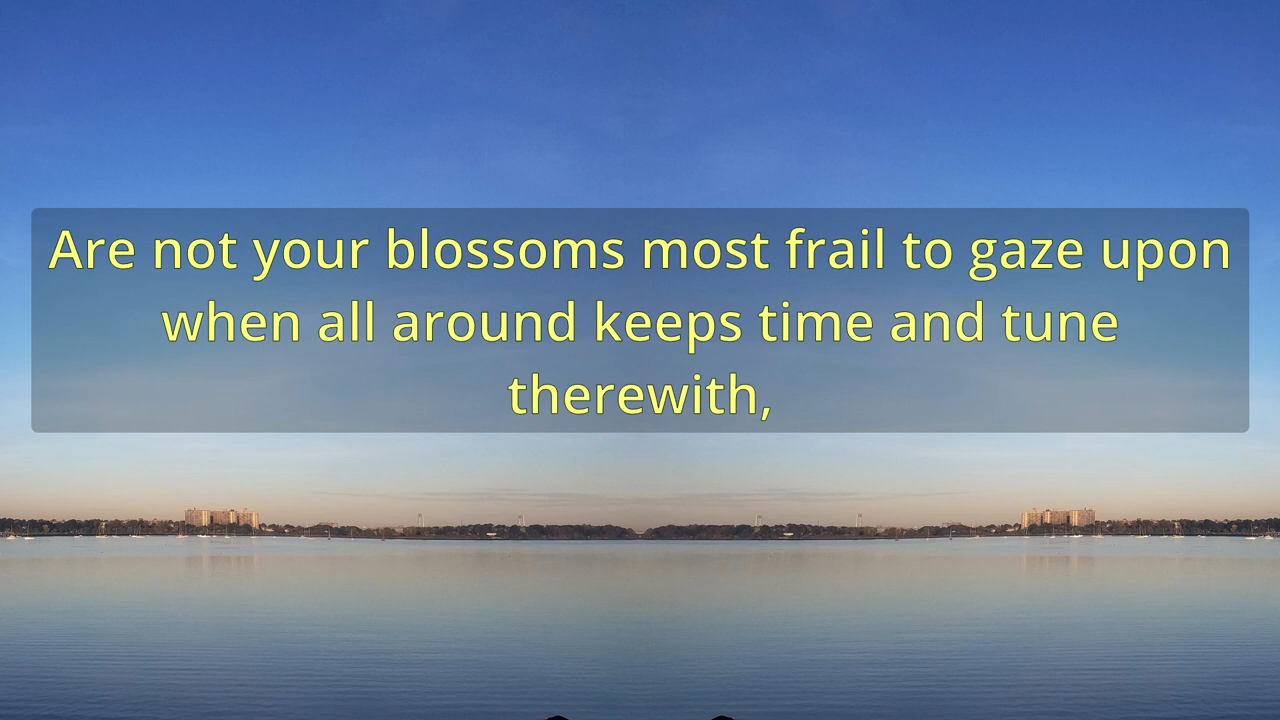 Are not your blossoms most frail to gaze upon
when all around keeps time and tune
therewith,